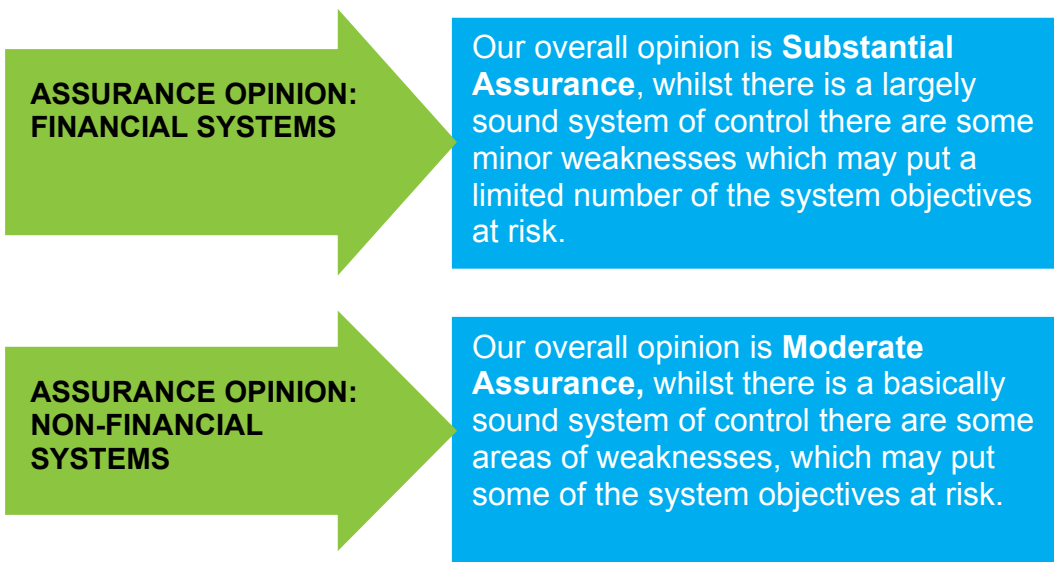 ASSURANCE OPINION:
FINANCIAL SYSTEMS
Our overall opinion is Substantial
Assurance, whilst there is a largely
sound system of control there are some
minor weaknesses which may put a
limited number of the system objectives
at risk.
ASSURANCE OPINION:
NON-FINANCIAL
SYSTEMS
Our overall opinion is Moderate
Assurance, whilst there is a basically
sound system of control there are some
areas of weaknesses, which may put
some of the system objectives at risk.